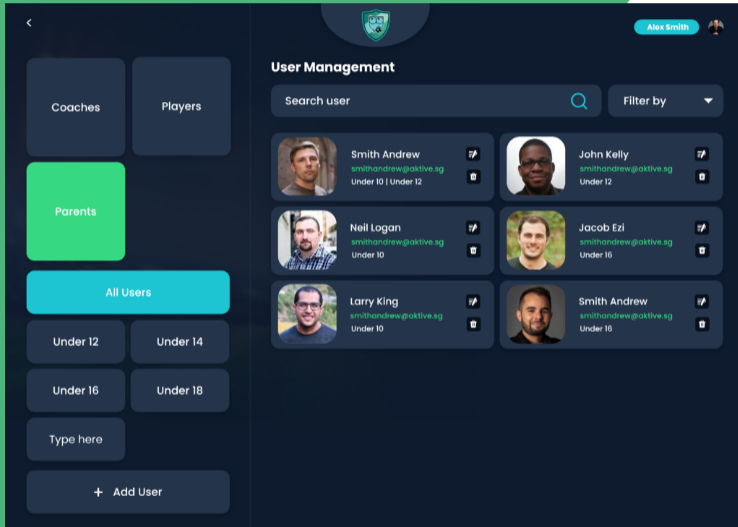 Alex Smith
Coaches
Players
Parents
All Users
Under 12
Under 14
Under 16
Under 18
Type here
+ Add User
User Management
Search user
Filter by
Smith Andrew
smithandrew@aktive.sg
Under 10 | Under 12
John Kelly
smithandrew@aktive.sg
Under 12
Neil Logan
smithandrew@aktive.sg
Under 10
Jacob Ezi
smithandrew@aktive.sg
Under 16
Larry King
smithandrew@aktive.sg
Under 10
Smith Andrew
smithandrew@aktive.sg
Under 16